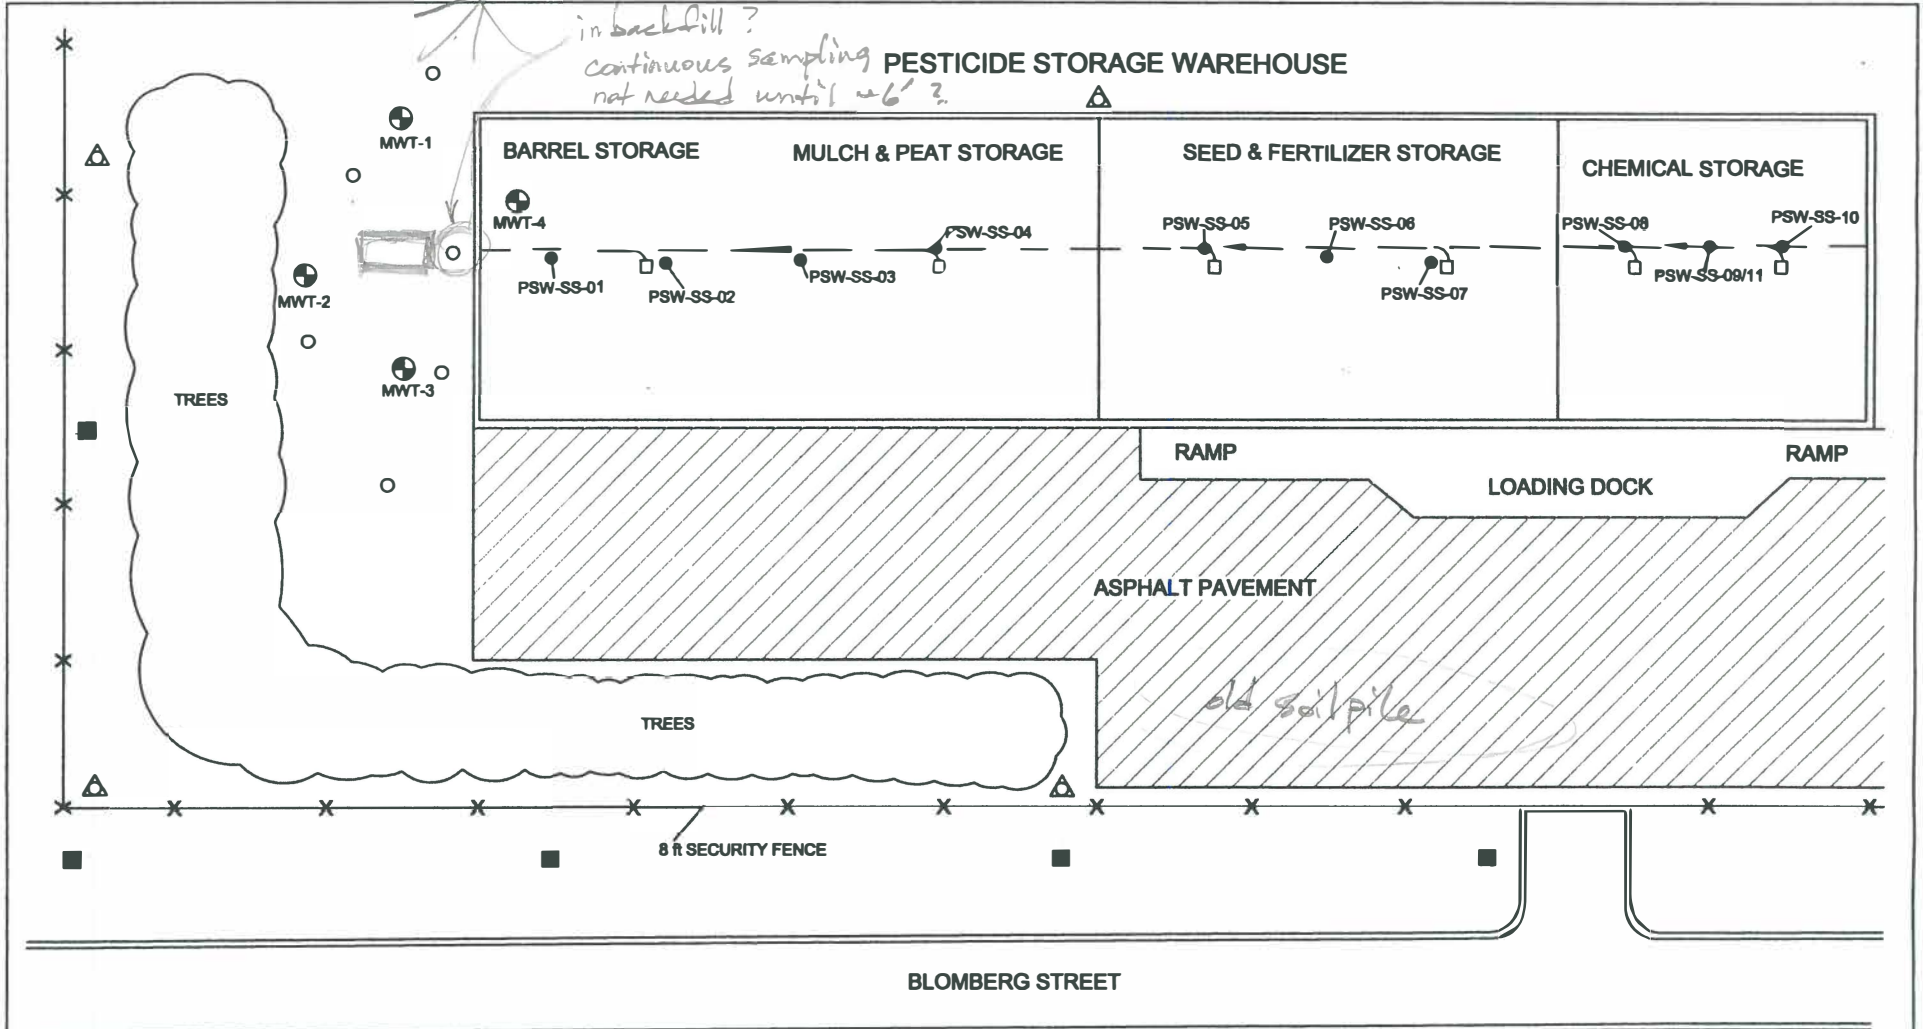 in backfill ?
continuous sampling
not needed until ~6' ?
PESTICIDE STORAGE WAREHOUSE
MWT-1
BARREL STORAGE
MULCH & PEAT STORAGE
SEED & FERTILIZER STORAGE
CHEMICAL STORAGE
MWT-4
PSW-SS-04
PSW-SS-05
PSW-SS-06
PSW-SS-08
PSW-SS-10
MWT-2
PSW-SS-01
PSW-SS-02
PSW-SS-03
PSW-SS-07
PSW-SS-09/11
MWT-3
TREES
RAMP
RAMP
LOADING DOCK
ASPHALT PAVEMENT
old soil pile
TREES
8 ft SECURITY FENCE
BLOMBERG STREET